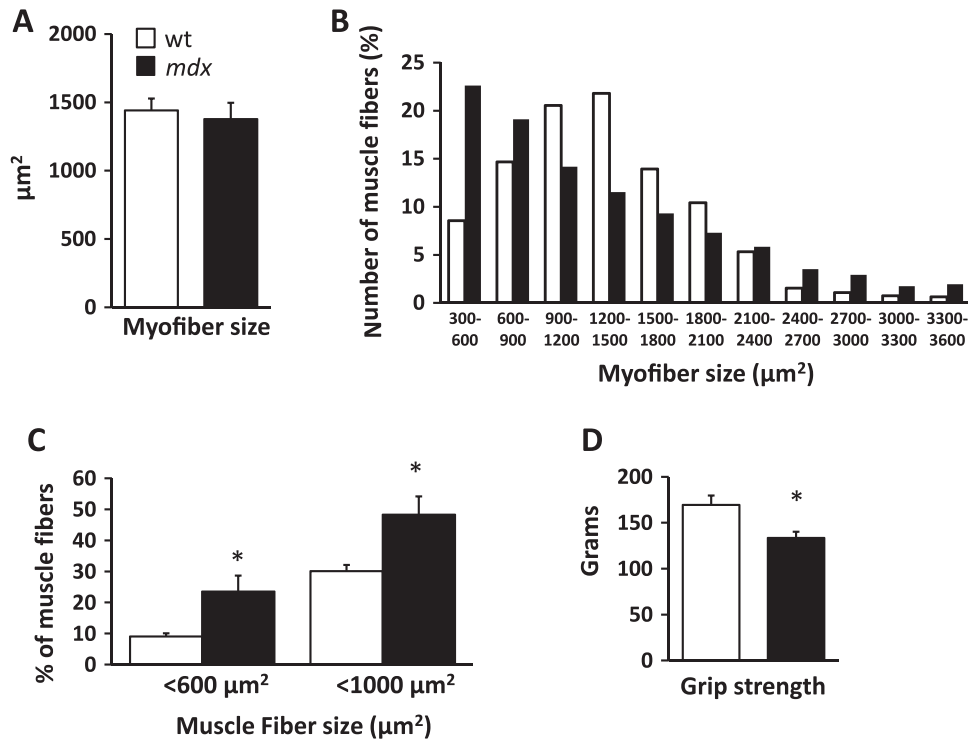 A
2000
1500
1000
500
0
µm²
wt
mdx
Myofiber size
B
Number of muscle fibers (%)
25
20
15
10
5
0
300-600
600-900
900-1200
1200-1500
1500-1800
1800-2100
2100-2400
2400-2700
2700-3000
3000-3300
3300-3600
Myofiber size (µm²)
C
% of muscle fibers
60
50
40
30
20
10
0
*
*
<600 µm²
<1000 µm²
Muscle Fiber size (µm²)
D
Grams
200
150
100
50
0
*
Grip strength